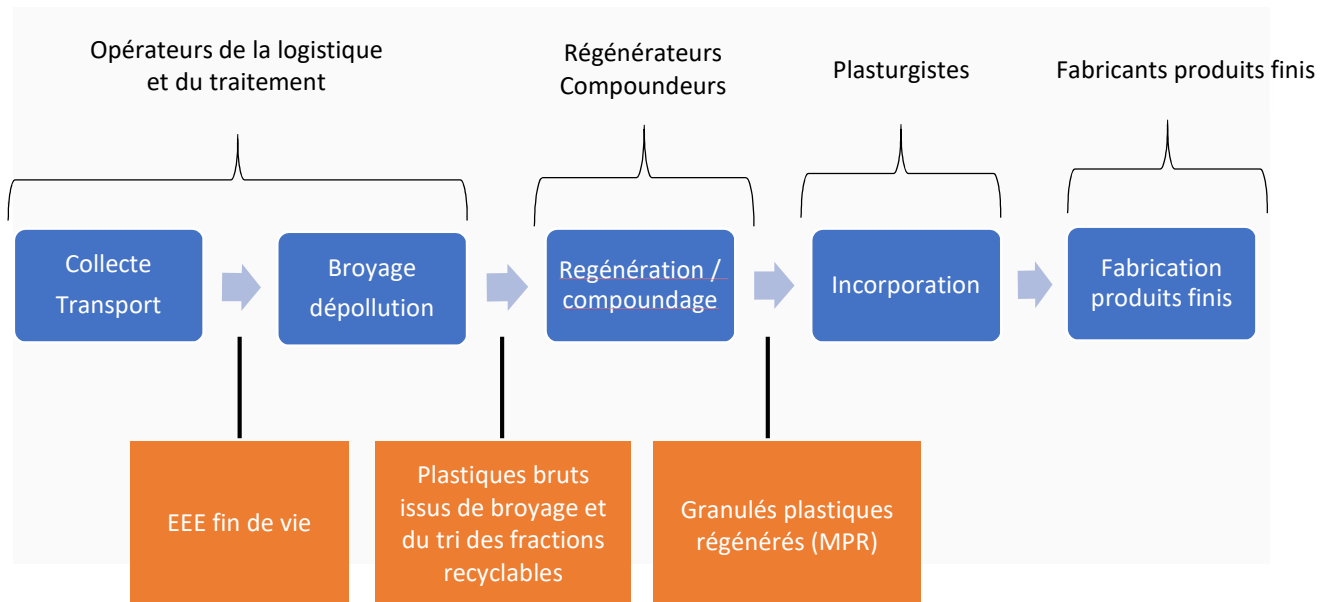 Opérateurs de la logistique
et du traitement
Régénérateurs
Compoundeurs
Plasturgistes
Fabricants produits finis
Collecte
Transport
Broyage
dépollution
Regénération /
compoundage
Incorporation
Fabrication
produits finis
EEE fin de vie
Plastiques bruts
issus de broyage et
du tri des fractions
recyclables
Granulés plastiques
régénérés (MPR)